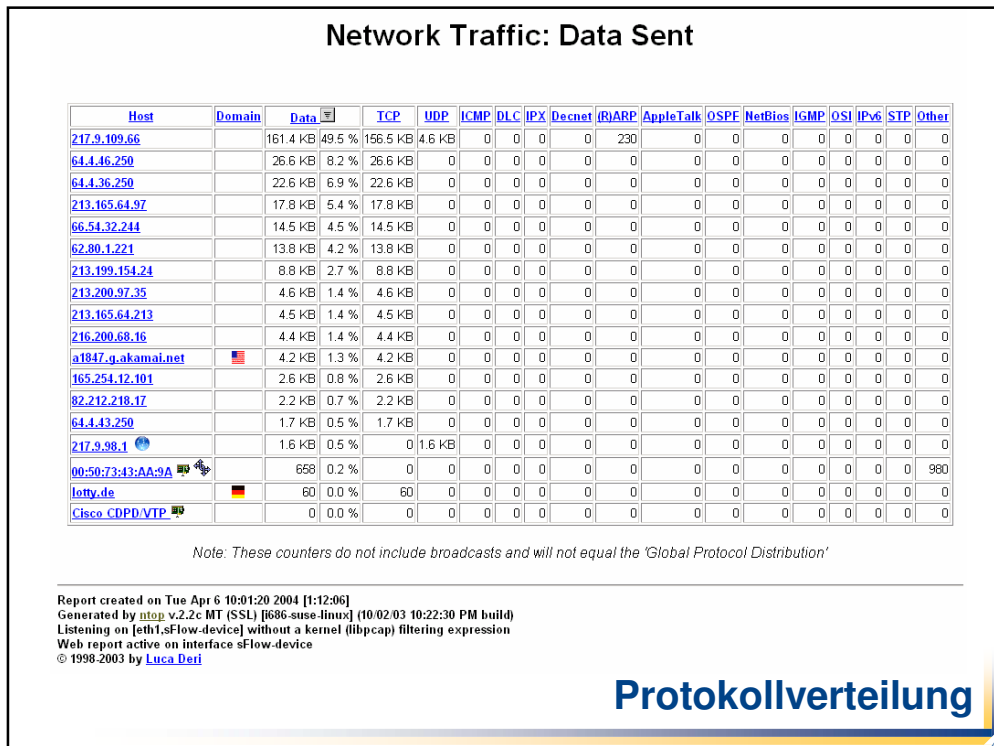 Network Traffic: Data Sent
Host Domain Data TCP UDP ICMP DLC IPX Decnet (R)ARP AppleTalk OSPF NetBios IGMP OSI IPv6 STP Other
217.9.109.66 161.4 KB 49.5 % 156.5 KB 4.6 KB 0 0 0 0 230 0 0 0 0 0 0 0 0
64.4.46.250 26.6 KB 8.2 % 26.6 KB 0 0 0 0 0 0 0 0 0 0 0 0 0 0
64.4.36.250 22.6 KB 6.9 % 22.6 KB 0 0 0 0 0 0 0 0 0 0 0 0 0 0
213.165.64.97 17.8 KB 5.4 % 17.8 KB 0 0 0 0 0 0 0 0 0 0 0 0 0 0
66.54.32.244 14.5 KB 4.5 % 14.5 KB 0 0 0 0 0 0 0 0 0 0 0 0 0 0
62.80.1.221 13.8 KB 4.2 % 13.8 KB 0 0 0 0 0 0 0 0 0 0 0 0 0 0
213.199.154.24 8.8 KB 2.7 % 8.8 KB 0 0 0 0 0 0 0 0 0 0 0 0 0 0
213.200.97.35 4.6 KB 1.4 % 4.6 KB 0 0 0 0 0 0 0 0 0 0 0 0 0 0
213.165.64.213 4.5 KB 1.4 % 4.5 KB 0 0 0 0 0 0 0 0 0 0 0 0 0 0
216.200.68.16 4.4 KB 1.4 % 4.4 KB 0 0 0 0 0 0 0 0 0 0 0 0 0 0
a1847.g.akamai.net 4.2 KB 1.3 % 4.2 KB 0 0 0 0 0 0 0 0 0 0 0 0 0 0
165.254.12.101 2.6 KB 0.8 % 2.6 KB 0 0 0 0 0 0 0 0 0 0 0 0 0 0
82.212.218.17 2.2 KB 0.7 % 2.2 KB 0 0 0 0 0 0 0 0 0 0 0 0 0 0
64.4.43.250 1.7 KB 0.5 % 1.7 KB 0 0 0 0 0 0 0 0 0 0 0 0 0 0
217.9.98.1 1.6 KB 0.5 % 0 1.6 KB 0 0 0 0 0 0 0 0 0 0 0 0 0
00:50:73:43:AA:9A 658 0.2 % 0 0 0 0 0 0 0 0 0 0 0 0 0 0 980
lotty.de 60 0.0 % 60 0 0 0 0 0 0 0 0 0 0 0 0 0 0
Cisco CDPD/VTP 0 0.0 % 0 0 0 0 0 0 0 0 0 0 0 0 0 0 0
Note: These counters do not include broadcasts and will not equal the 'Global Protocol Distribution'
Report created on Tue Apr 6 10:01:20 2004 [1:12:06]
Generated by ntop v.2.2c MT (SSL) [i686-suse-linux] (10/02/03 10:22:30 PM build)
Listening on [eth1,sFlow-device] without a kernel (libpcap) filtering expression
Web report active on interface sFlow-device
© 1998-2003 by Luca Deri
Protokollverteilung